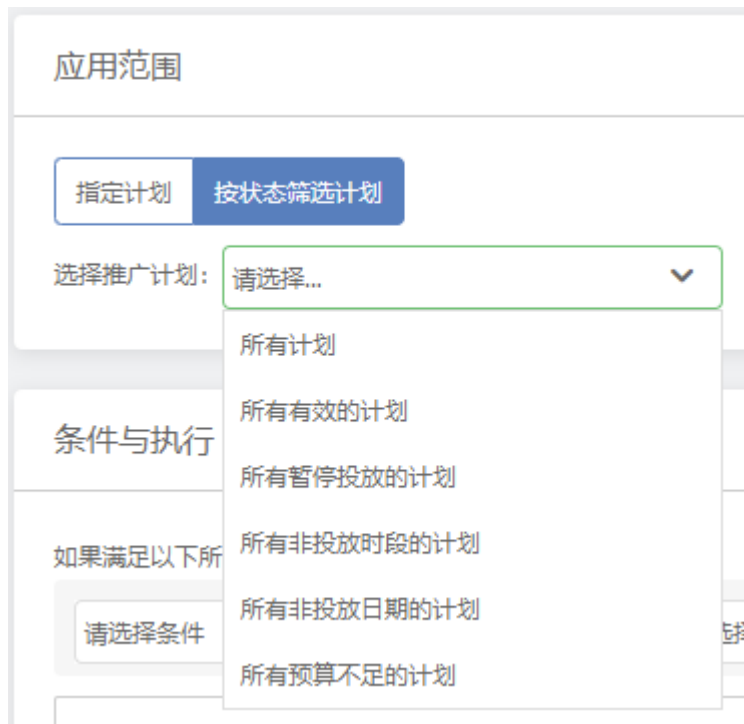 应用范围
指定计划 按状态筛选计划
选择推广计划: 请选择...
所有计划
所有有效的计划
条件与执行
所有暂停投放的计划
所有非投放时段的计划
如果满足以下所
所有非投放日期的计划
请选择条件
所有预算不足的计划